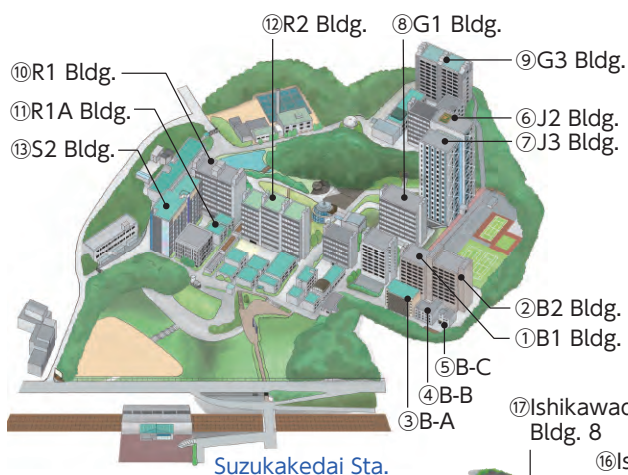 ⑫R2 Bldg.
⑧G1 Bldg.
⑨G3 Bldg.
⑩R1 Bldg.
⑪R1A Bldg.
⑬S2 Bldg.
⑥J2 Bldg.
⑦J3 Bldg.
②B2 Bldg.
①B1 Bldg.
⑤B-C
④B-B
③B-A
Suzukakedai Sta.
Bldg. 8